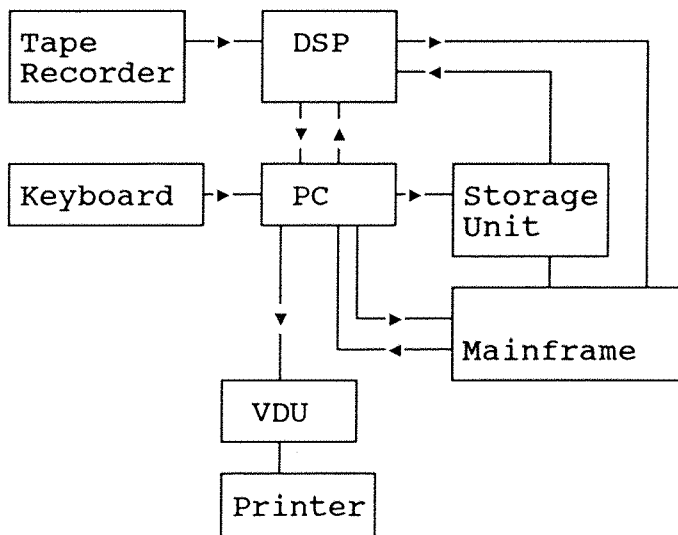 Tape
Recorder
DSP
Keyboard
PC
Storage
Unit
Mainframe
VDU
Printer